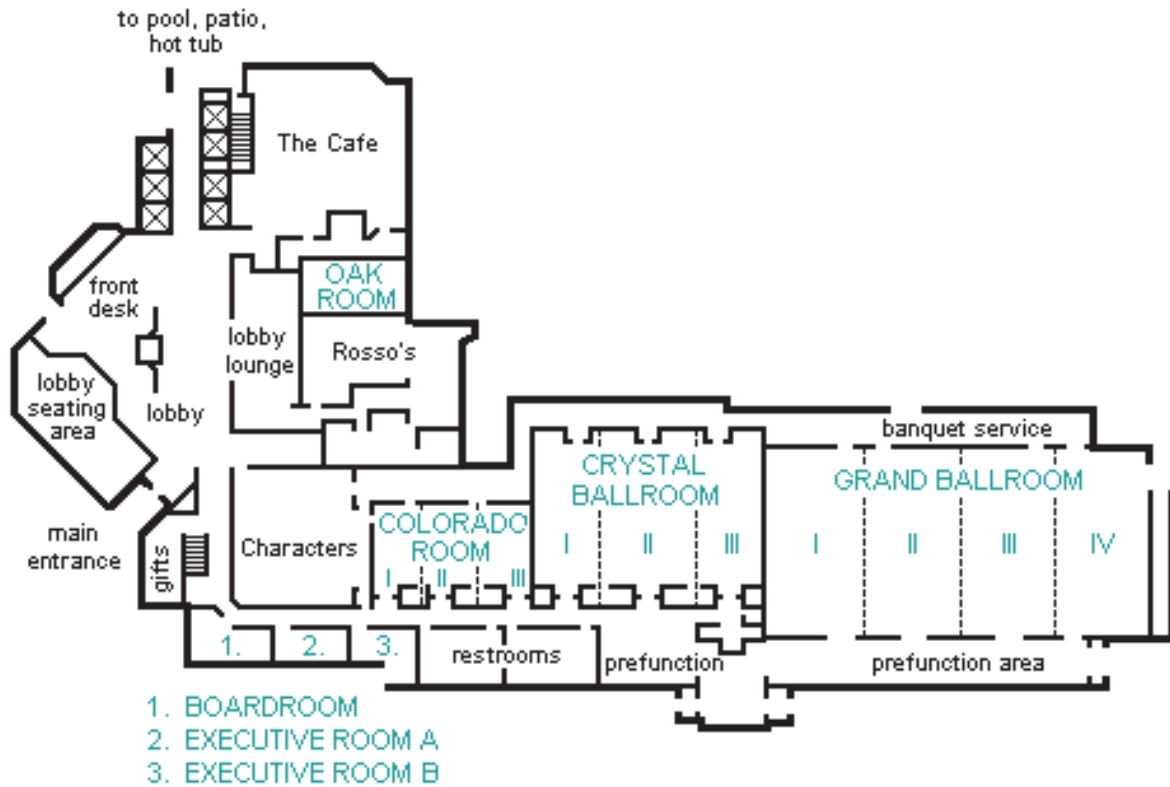 to pool, patio,
hot tub
The Cafe
OAK
ROOM
front
desk
lobby
lounge
Rosso's
lobby
seating
area
lobby
banquet service
CRYSTAL
BALLROOM
GRAND BALLROOM
main
entrance
gifts
Characters
COLORADO
ROOM
I
II
III
I
II
III
I
II
III
IV
1.
2.
3.
restrooms
prefunction
prefunction area
1. BOARDROOM
2. EXECUTIVE ROOM A
3. EXECUTIVE ROOM B